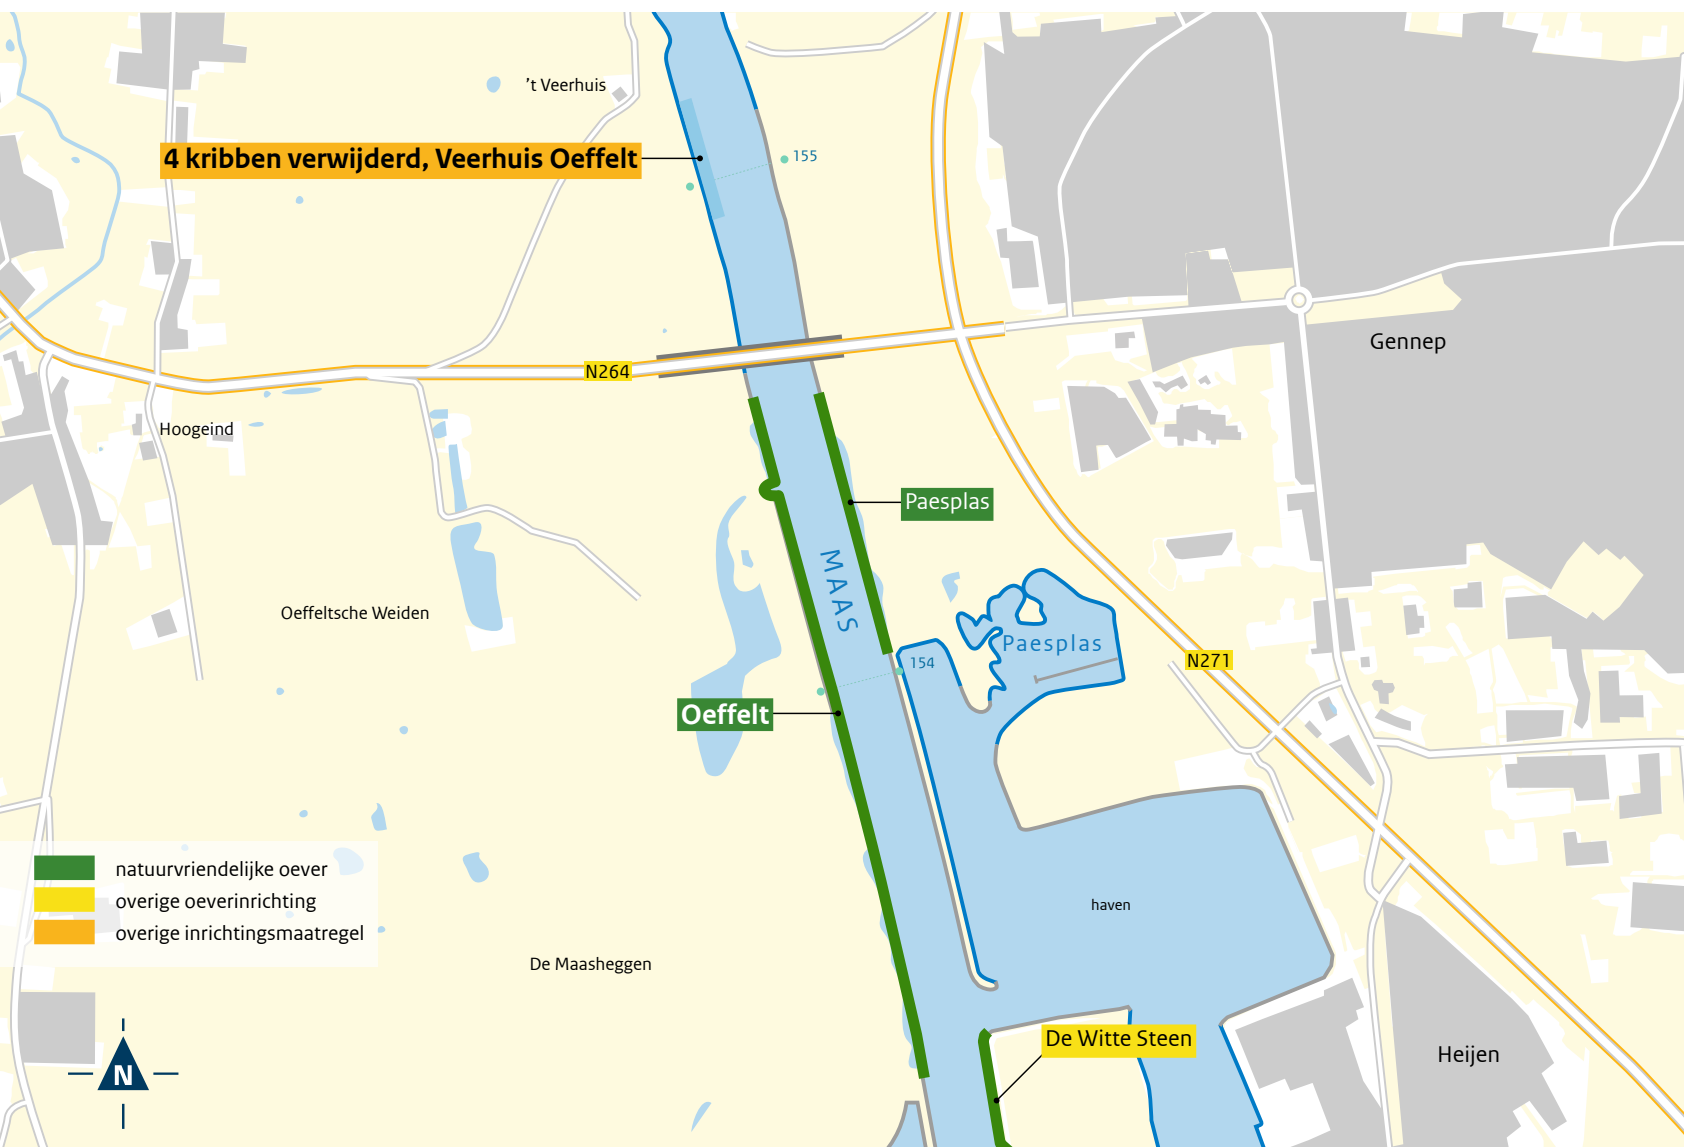 't Veerhuis
4 kribben verwijderd, Veerhuis Oeffelt
155
Gennep
N264
Hoogeind
Paesplas
MAAS
Oeffeltsche Weiden
Paesplas
154
N271
Oeffelt
natuurvriendelijke oever
overige oeverinrichting
overige inrichtingsmaatregel
haven
De Maasheggen
De Witte Steen
Heijen
N